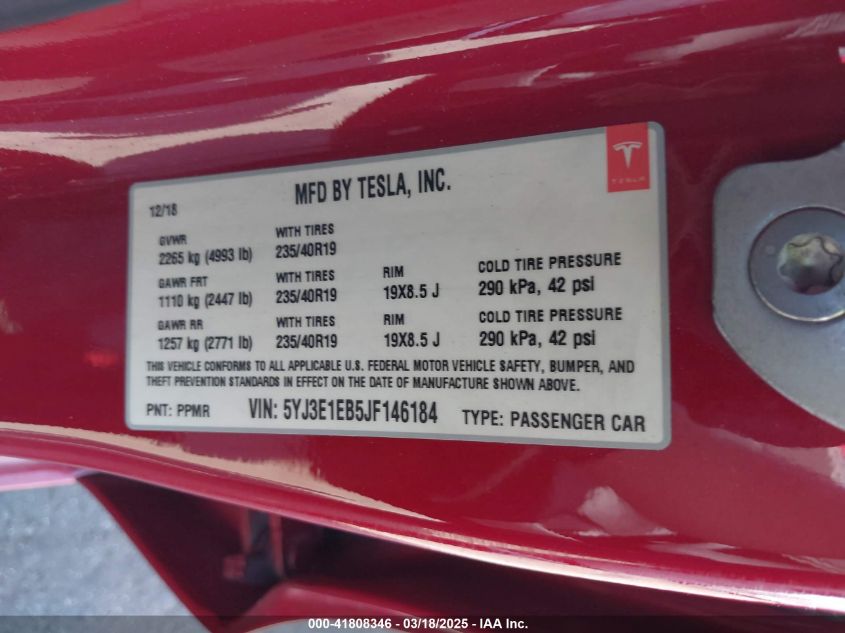 MFD BY TESLA, INC.
TESLA
12/18
GVWR
2265 kg (4993 lb)
WITH TIRES
235/40R19
GAWR FRT
1110 kg (2447 lb)
WITH TIRES
235/40R19
RIM
19X8.5 J
COLD TIRE PRESSURE
290 kPa, 42 psi
GAWR RR
1257 kg (2771 lb)
WITH TIRES
235/40R19
RIM
19X8.5 J
COLD TIRE PRESSURE
290 kPa, 42 psi
THIS VEHICLE CONFORMS TO ALL APPLICABLE U.S. FEDERAL MOTOR VEHICLE SAFETY, BUMPER, AND
THEFT PREVENTION STANDARDS IN EFFECT ON THE DATE OF MANUFACTURE SHOWN ABOVE.
PNT: PPMR
VIN: 5YJ3E1EB5JF146184
TYPE: PASSENGER CAR
000-41808346 - 03/18/2025 - IAA Inc.